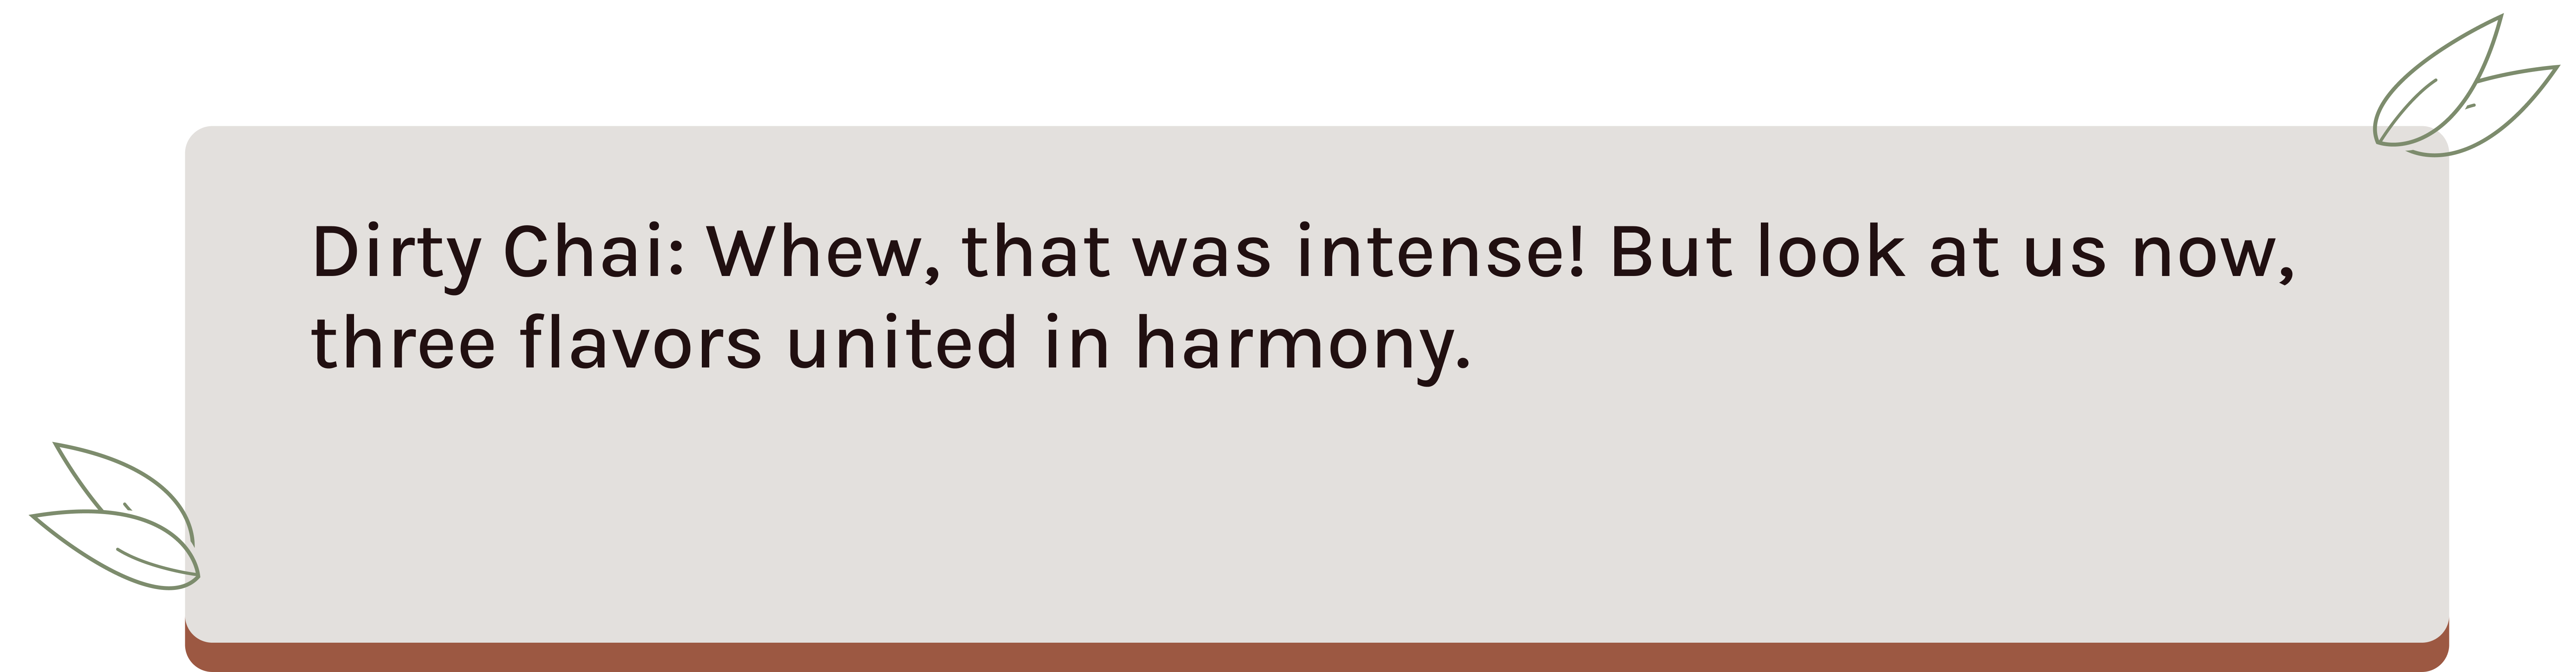 Dirty Chai: Whew, that was intense! But look at us now,
three flavors united in harmony.